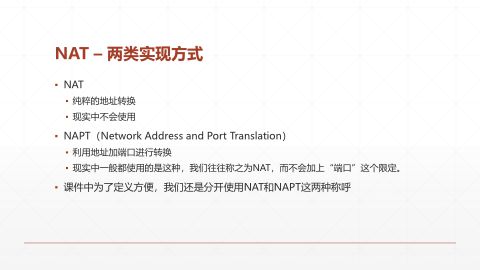 NAT – 两类实现方式
NAT
纯粹的地址转换
现实中不会使用
NAPT（Network Address and Port Translation）
利用地址加端口进行转换
现实中一般都使用的是这种，我们往往称之为NAT，而不会加上“端口”这个限定。
课件中为了定义方便，我们还是分开使用NAT和NAPT这两种称呼